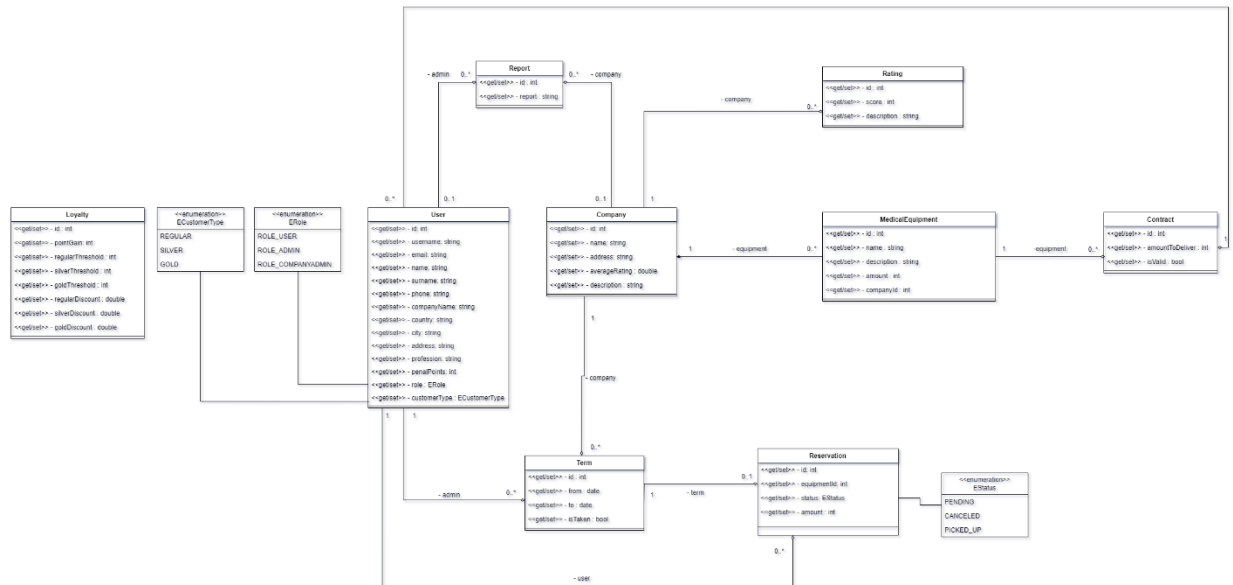 Report
<<get/set>> - id : int
<<get/set>> - report : string
- admin
0..*
0..*
- company
Rating
<<get/set>> - id : int
<<get/set>> - score : int
<<get/set>> - description : string
- company
0..*
0..*
0..1
0..1
1
Loyalty
<<get/set>> - id : int
<<get/set>> - pointGain: int
<<get/set>> - regularThreshold : int
<<get/set>> - silverThreshold : int
<<get/set>> - goldThreshold : int
<<get/set>> - regularDiscount : double
<<get/set>> - silverDiscount : double
<<get/set>> - goldDiscount : double
<<enumeration>>
ECustomerType
REGULAR
SILVER
GOLD
<<enumeration>>
ERole
ROLE_USER
ROLE_ADMIN
ROLE_COMPANYADMIN
User
<<get/set>> - id : int
<<get/set>> - username: string
<<get/set>> - email: string
<<get/set>> - name: string
<<get/set>> - surname: string
<<get/set>> - phone: string
<<get/set>> - companyName: string
<<get/set>> - country: string
<<get/set>> - city: string
<<get/set>> - address: string
<<get/set>> - profession: string
<<get/set>> - penalPoints: int
<<get/set>> - role : ERole
<<get/set>> - customerType : ECustomerType
Company
<<get/set>> - id : int
<<get/set>> - name: string
<<get/set>> - address: string
<<get/set>> - averageRating : double
<<get/set>> - description : string
1
- equipment
0..*
MedicalEquipment
<<get/set>> - id : int
<<get/set>> - name : string
<<get/set>> - description : string
<<get/set>> - amount : int
<<get/set>> - companyId : int
1
- equipment
0..*
Contract
<<get/set>> - id : int
<<get/set>> - amountToDeliver : int
<<get/set>> - isValid : bool
1
1
- company
0..*
1
1
- admin
0..*
Term
<<get/set>> - id : int
<<get/set>> - from : date
<<get/set>> - to : date
<<get/set>> - isTaken : bool
1
- term
0..1
Reservation
<<get/set>> - id: int
<<get/set>> - equipmentId: int
<<get/set>> - status: EStatus
<<get/set>> - amount : int
<<enumeration>>
EStatus
PENDING
CANCELED
PICKED_UP
0..*
- user